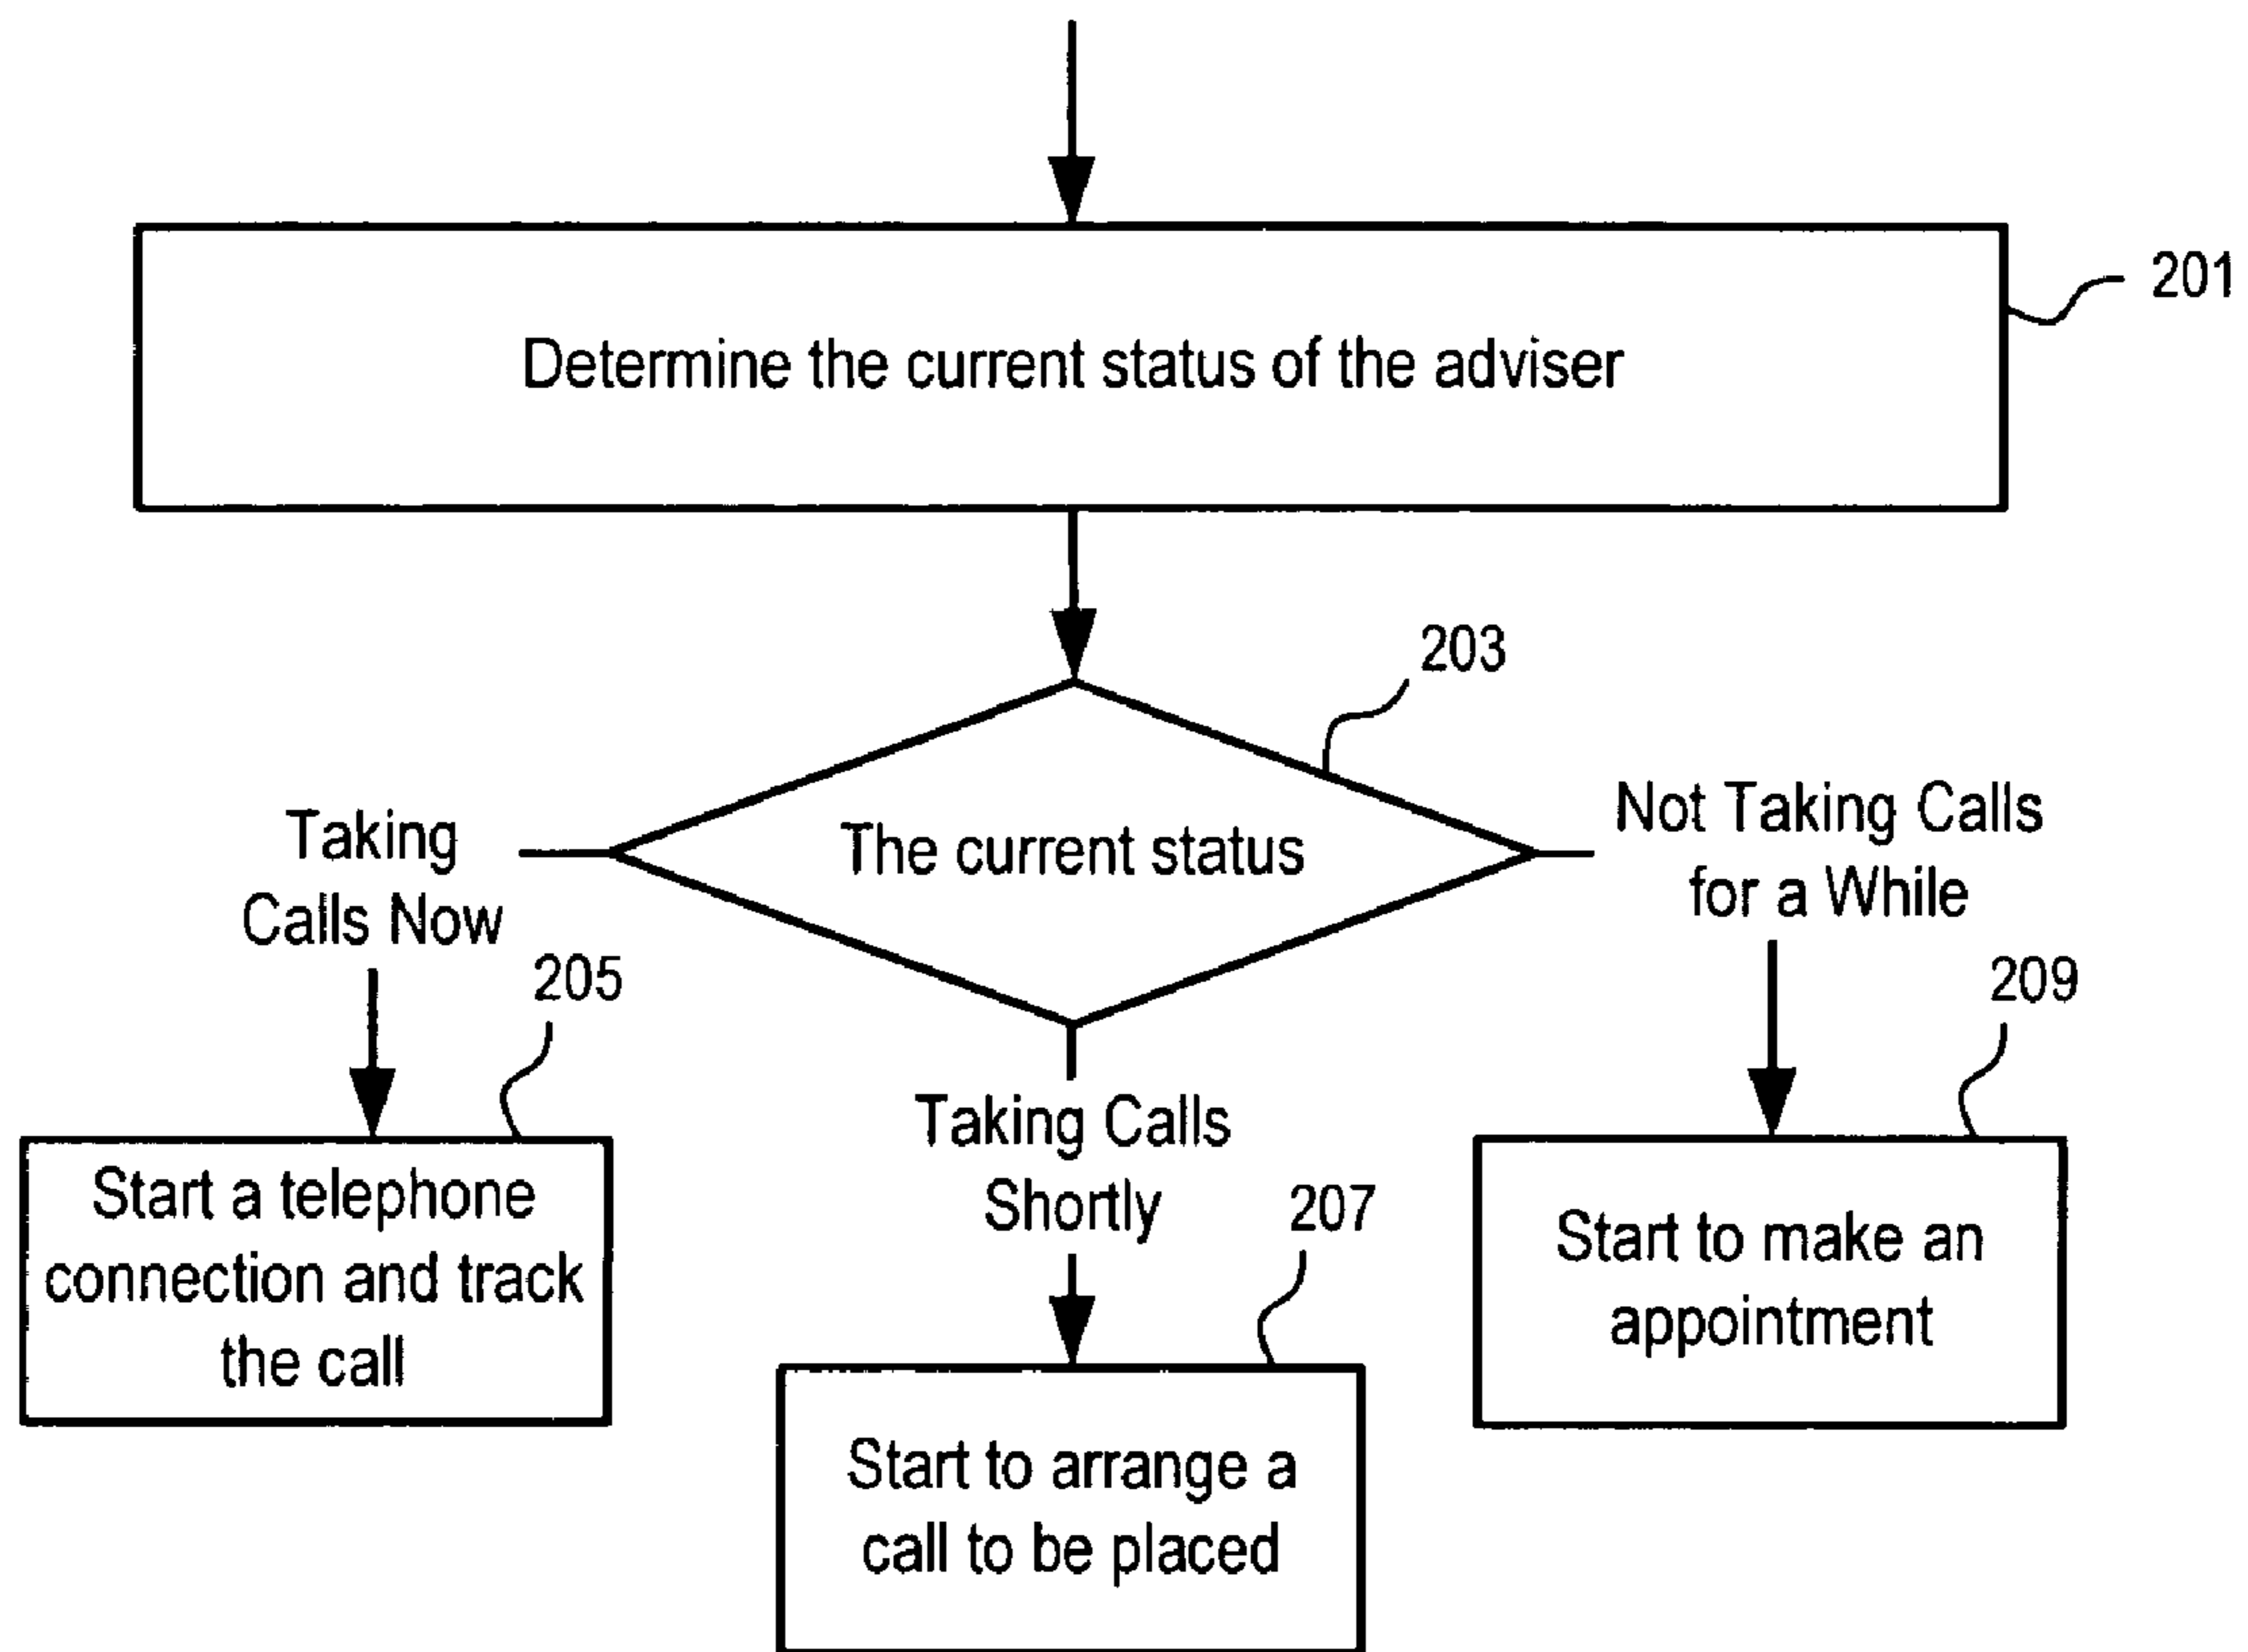 201
Determine the current status of the adviser
203
The current status
Taking
Calls Now
Not Taking Calls
for a While
205
209
Taking Calls
Shortly
207
Start a telephone
connection and track
the call
Start to make an
appointment
Start to arrange a
call to be placed